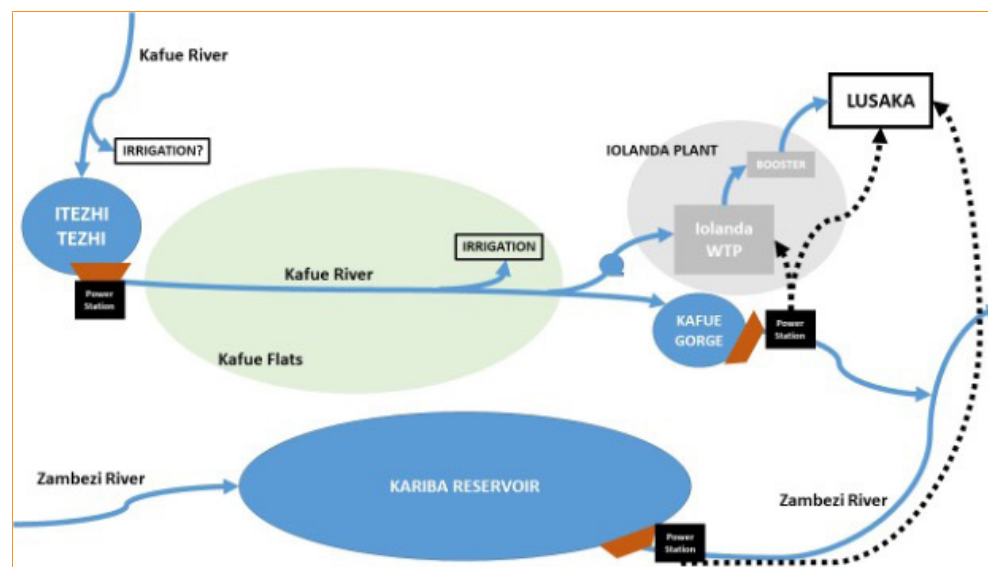 Kafue River
LUSAKA
IRRIGATION?
IOLANDA PLANT
BOOSTER
ITEZHI
TEZHI
Iolanda
WTP
IRRIGATION
Kafue River
Power
Station
KAFUE
GORGE
Power
Station
Kafue Flats
Zambezi River
KARIBA RESERVOIR
Zambezi River
Power
Station